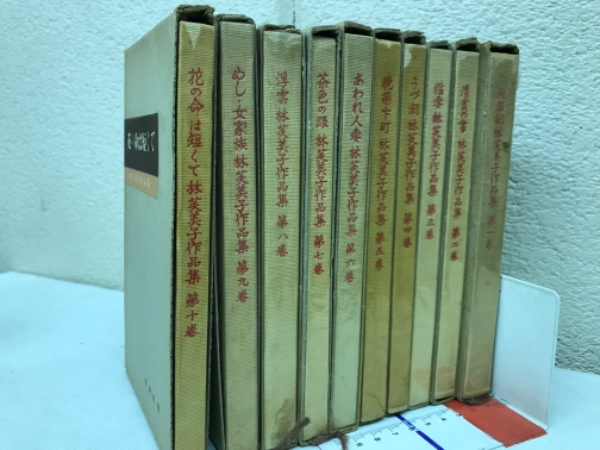 花の命は短くて 林芙美子作品集 第十巻
めし・女家族 林芙美子作品集 第九巻
浮雲 林芙美子作品集 第八巻
茶色の眼 林芙美子作品集 第七巻
あわれ人妻 林芙美子作品集 第六巻
晩菊・下町 林芙美子作品集 第五巻
うづ潮 林芙美子作品集 第四巻
稲妻 林芙美子作品集 第三巻
清貧の書 林芙美子作品集 第二巻
放浪記 林芙美子作品集 第一巻